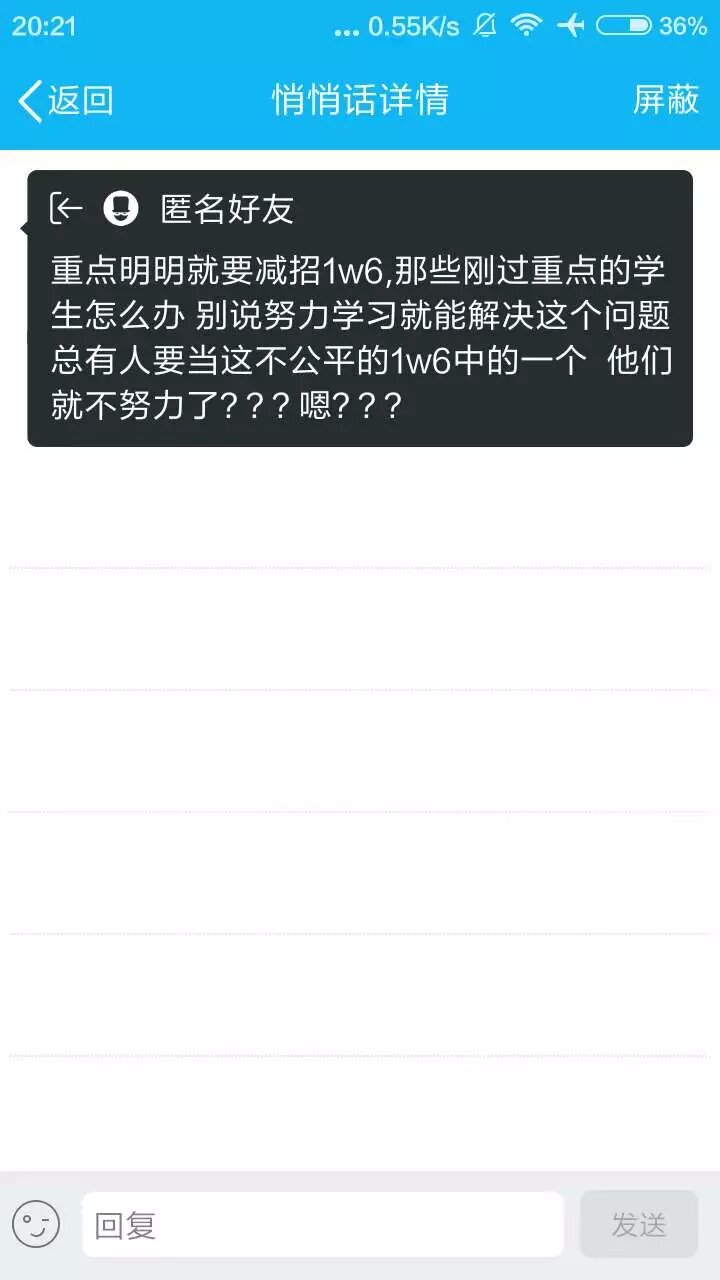 20:21 ... 0.55K/s 36%
返回 悄悄话详情 屏蔽
匿名好友
重点明明就要减招1w6,那些刚过重点的学
生怎么办 别说努力学习就能解决这个问题
总有人要当这不公平的1w6中的一个 他们
就不努力了???嗯???
回复 发送